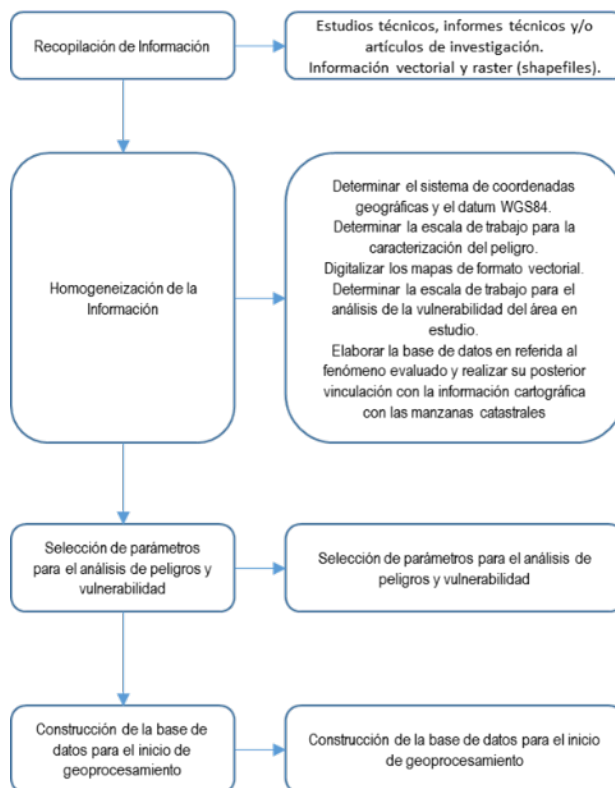 Recopilación de Información
Estudios técnicos, informes técnicos y/o
artículos de investigación.
Información vectorial y raster (shapefiles).
Homogeneización de la
Información
Determinar el sistema de coordenadas
geográficas y el datum WGS84.
Determinar la escala de trabajo para la
caracterización del peligro.
Digitalizar los mapas de formato vectorial.
Determinar la escala de trabajo para el
análisis de la vulnerabilidad del área en
estudio.
Elaborar la base de datos en referida al
fenómeno evaluado y realizar su posterior
vinculación con la información cartográfica
con las manzanas catastrales
Selección de parámetros
para el análisis de peligros y
vulnerabilidad
Selección de parámetros para el análisis de
peligros y vulnerabilidad
Construcción de la base de
datos para el inicio de
geoprocesamiento
Construcción de la base de datos para el inicio
de geoprocesamiento